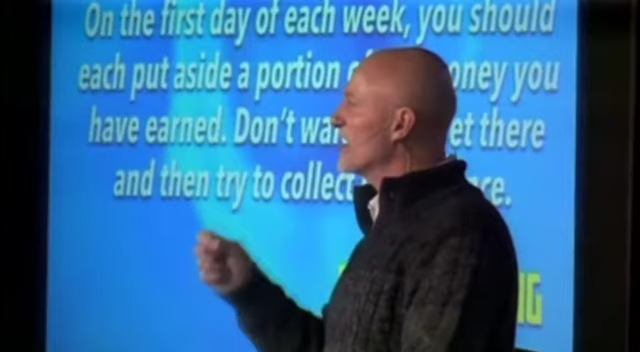 On the first day of each week, you should
each put aside a portion money you
have earned. Don't there
and then try to collect